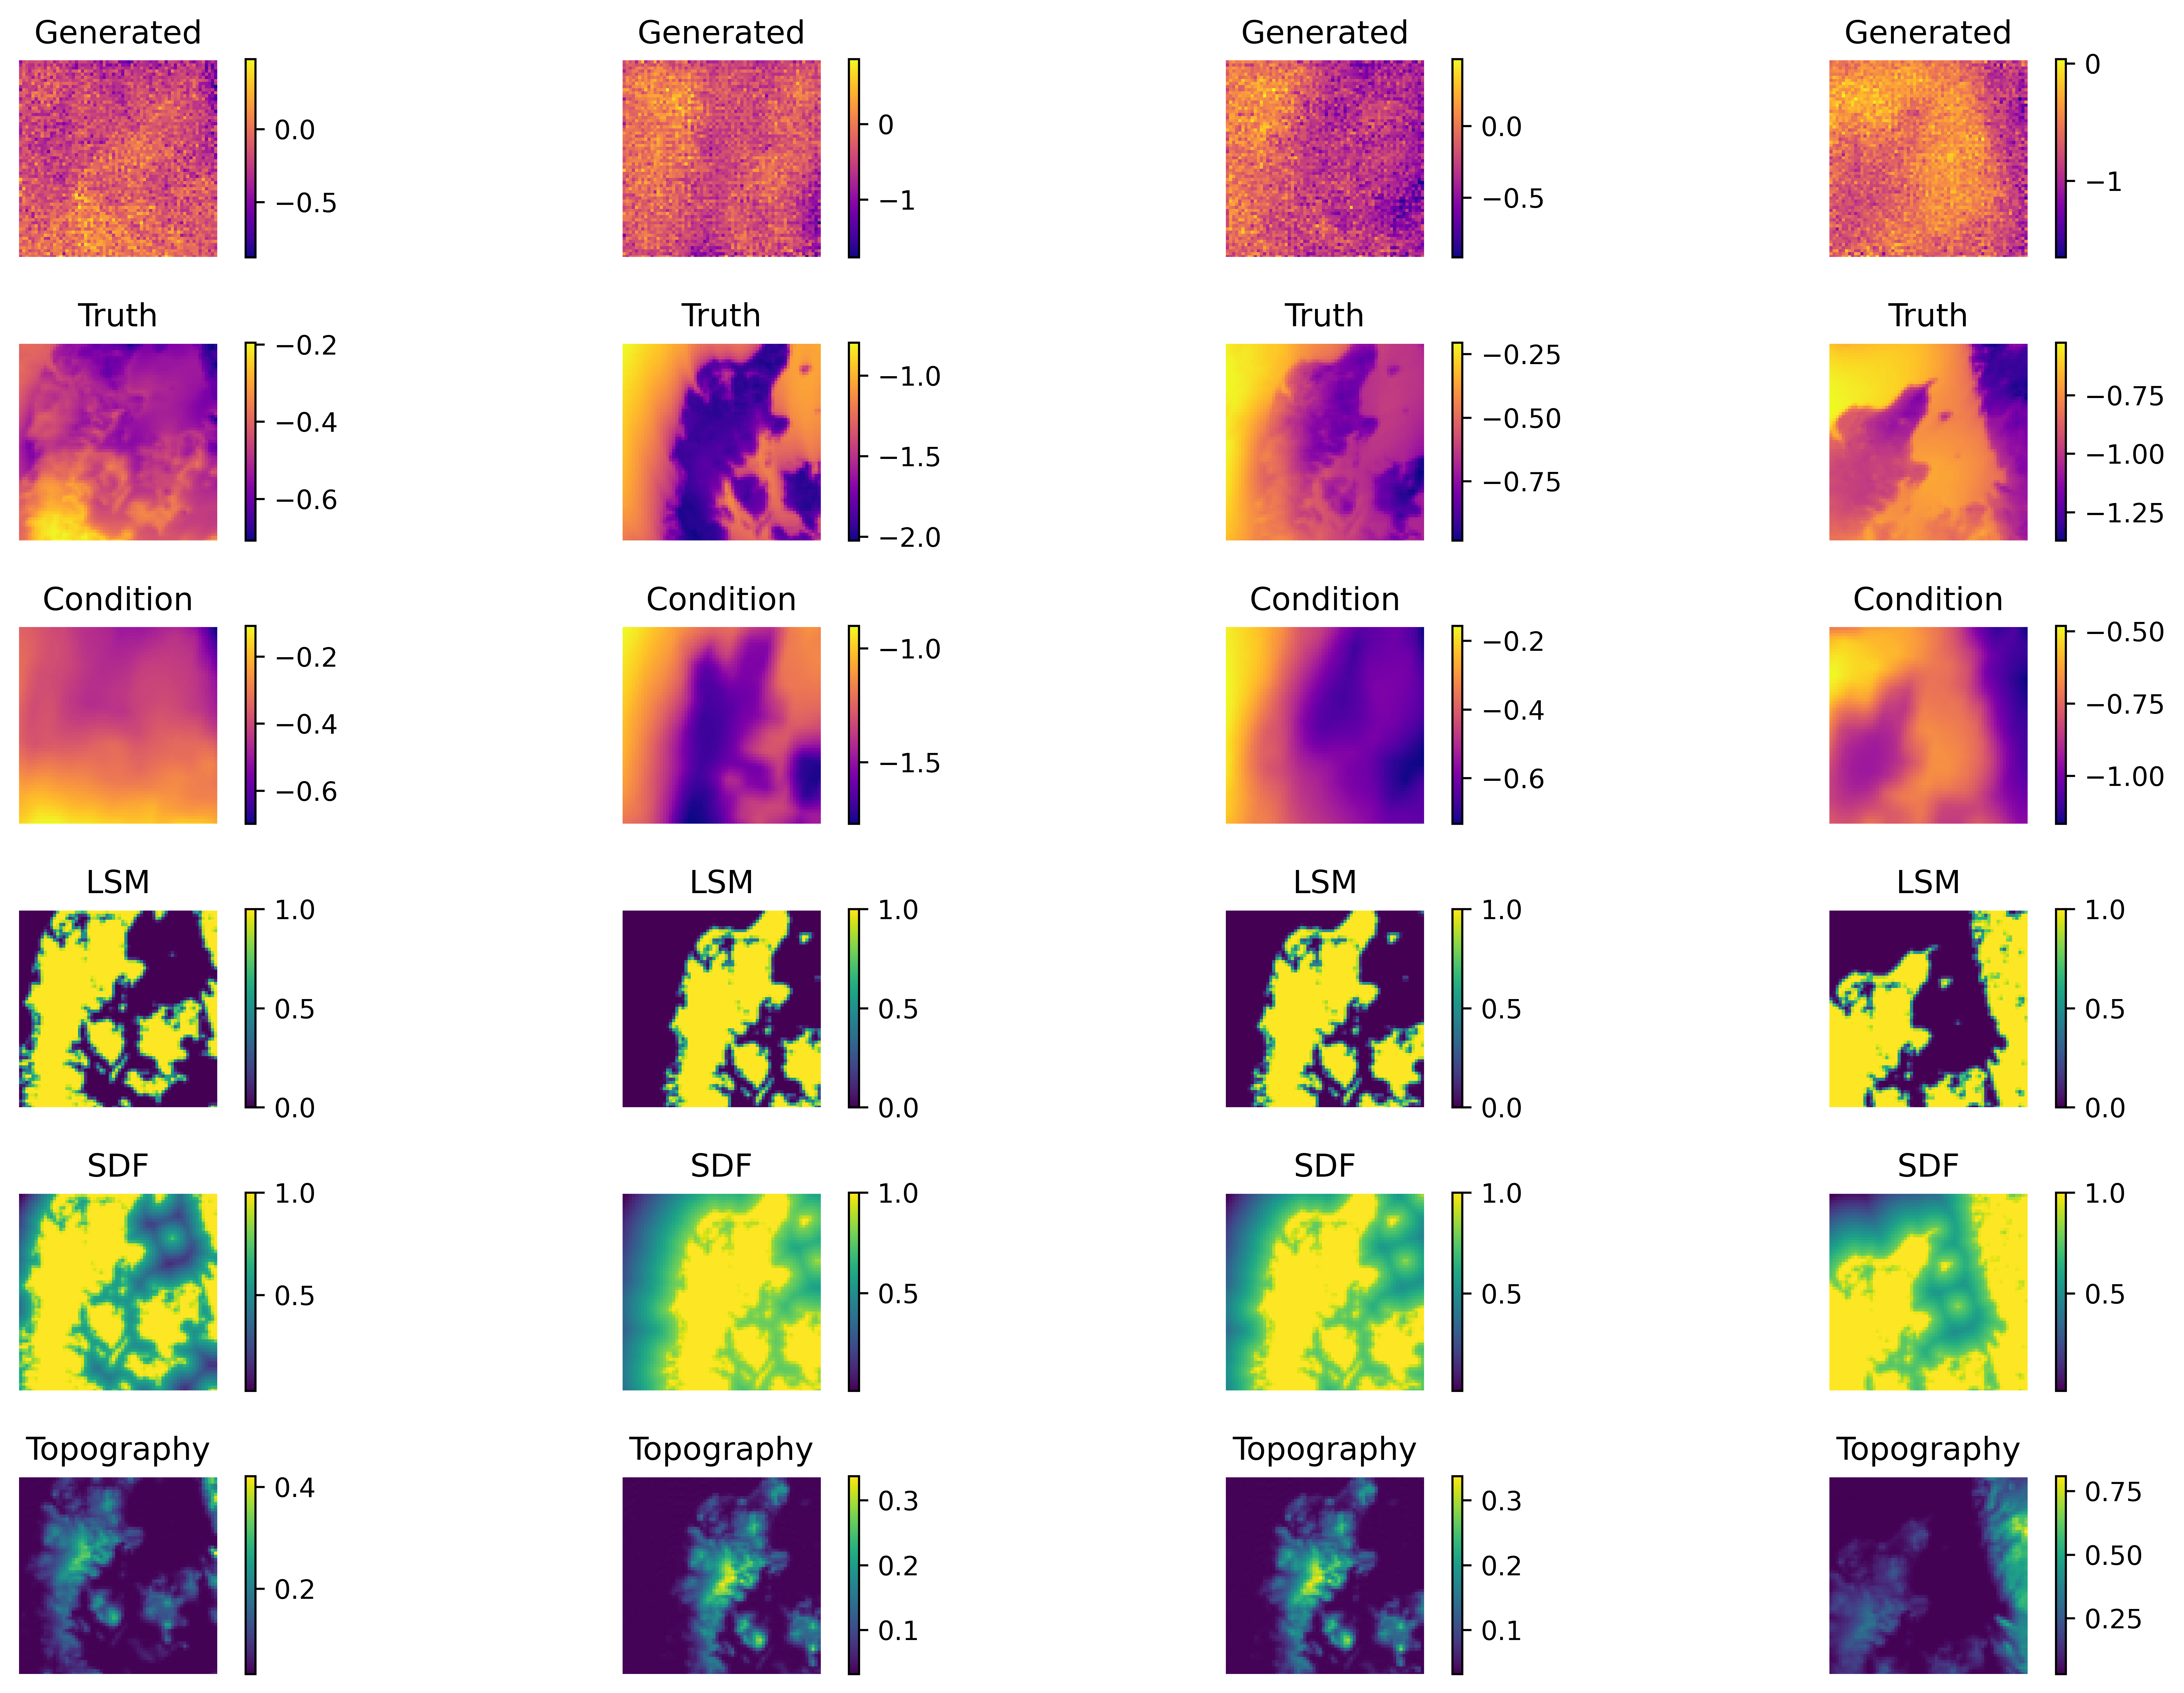 Generated Generated Generated Generated
0.0 0 0.0 0
−0.5 −1 −0.5 −1
Truth Truth Truth Truth
−0.2 −1.0 −0.25 −0.75
−0.4 −1.5 −0.50 −1.00
−0.6 −2.0 −0.75 −1.25
Condition Condition Condition Condition
−0.2 −1.0 −0.2 −0.50
−0.4 −1.5 −0.4 −0.75
−0.6 −0.6 −1.00
LSM LSM LSM LSM
1.0 1.0 1.0 1.0
0.5 0.5 0.5 0.5
0.0 0.0 0.0 0.0
SDF SDF SDF SDF
1.0 1.0 1.0 1.0
0.5 0.5 0.5 0.5
Topography Topography Topography Topography
0.4 0.3 0.3 0.75
0.2 0.2 0.2 0.50
0.1 0.1 0.25